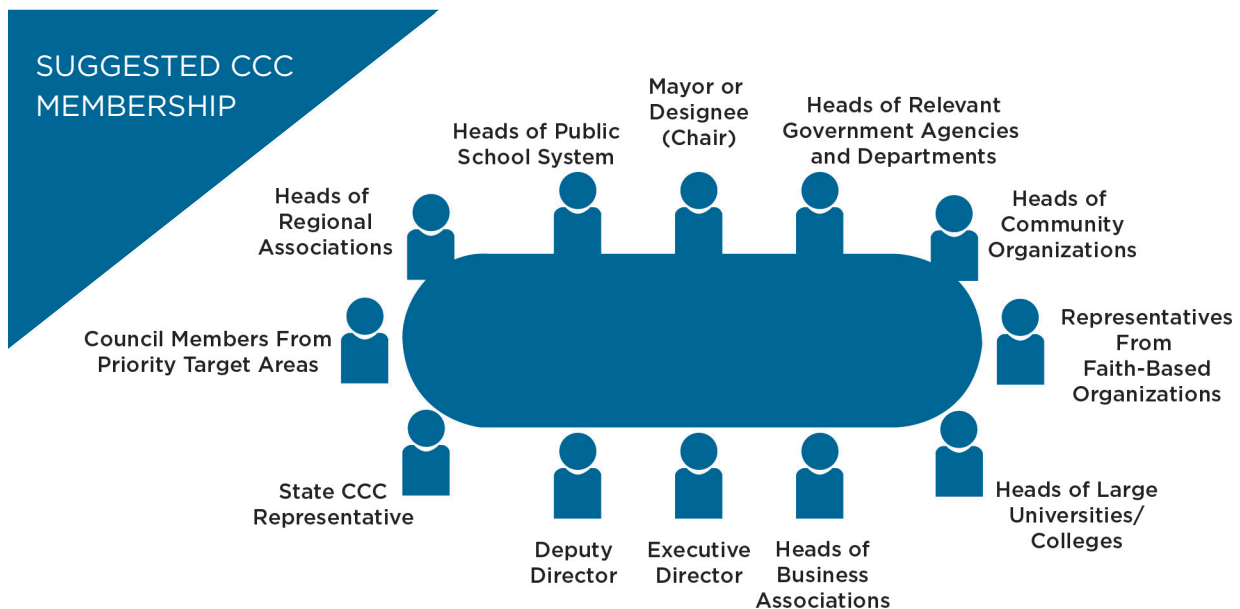 SUGGESTED CCC
MEMBERSHIP
Mayor or
Designee
(Chair)
Heads of Public
School System
Heads of Relevant
Government Agencies
and Departments
Heads of
Regional
Associations
Heads of
Community
Organizations
Council Members From
Priority Target Areas
Representatives
From
Faith-Based
Organizations
State CCC
Representative
Heads of Large
Universities/
Colleges
Deputy
Director
Executive
Director
Heads of
Business
Associations